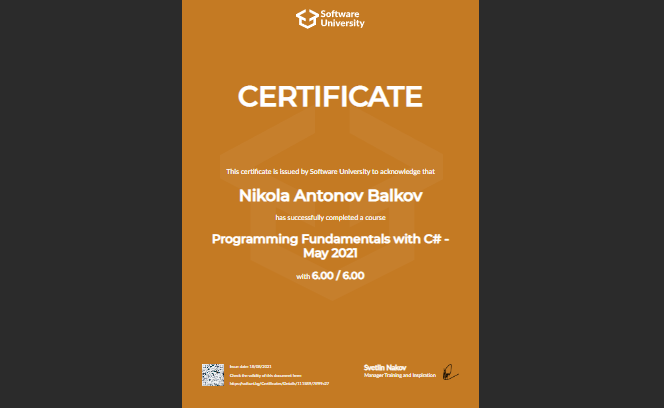 Software
University
CERTIFICATE
This certificate is issued by Software University to acknowledge that
Nikola Antonov Balkov
has successfully completed a course
Programming Fundamentals with C# -
May 2021
with 6.00 / 6.00
Issue date:
Svetlin Nakov
Check the validity of this document here:
Manager Training and Inspiration